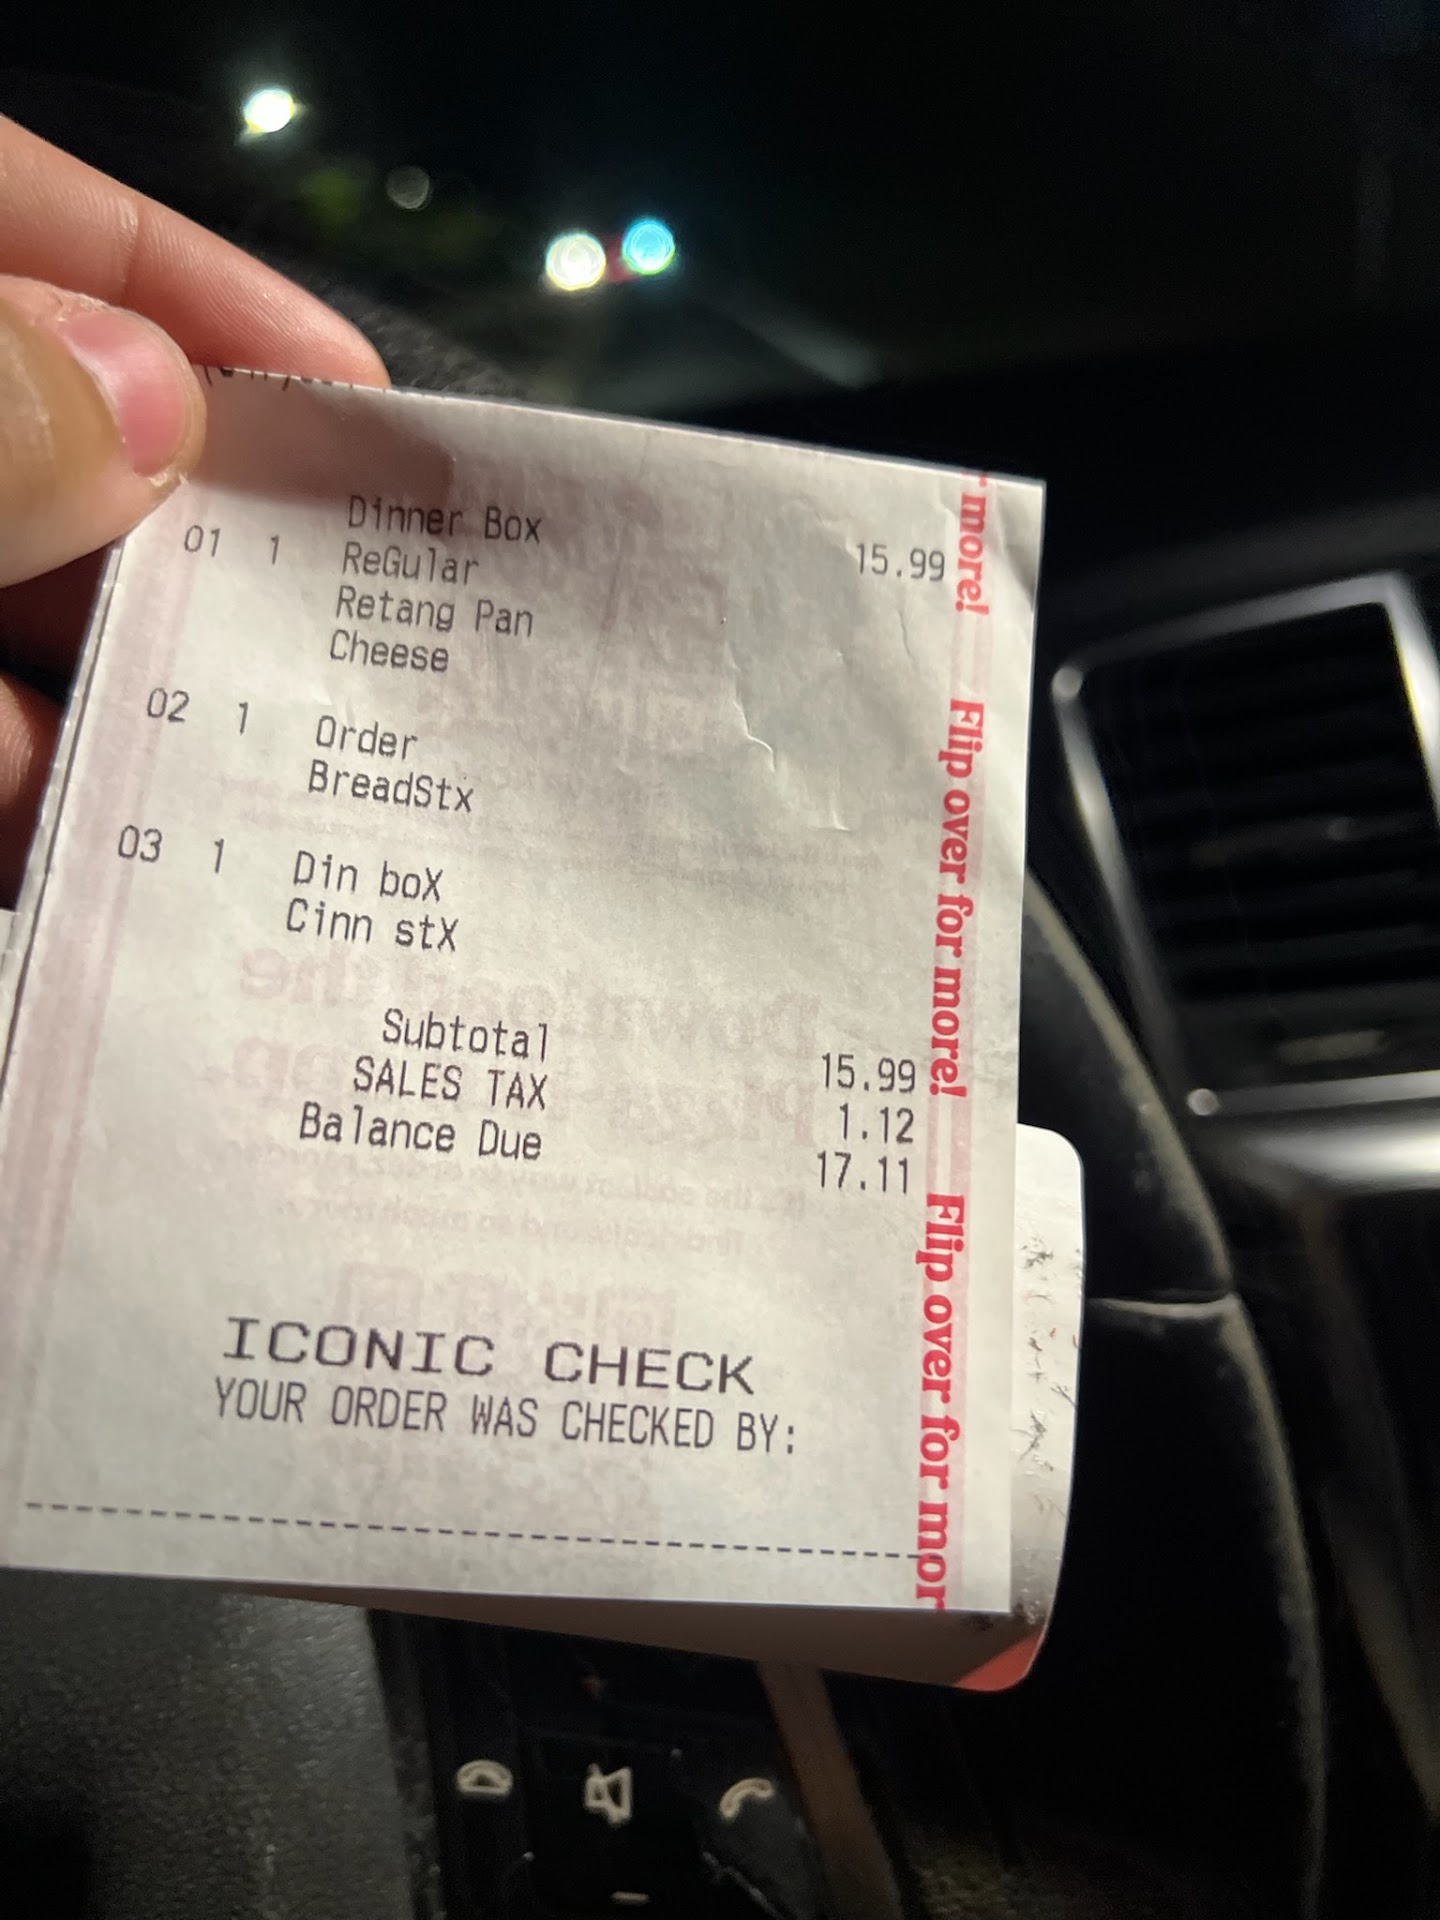 Dinner Box 15.99
01 1 ReGular
Retang Pan
Cheese
02 1 Order
BreadStx
03 1 Din boX
Cinn stX
Subtotal 15.99
SALES TAX 1.12
Balance Due 17.11
ICONIC CHECK
YOUR ORDER WAS CHECKED BY:
more!
Flip over for more!
Flip over for mor